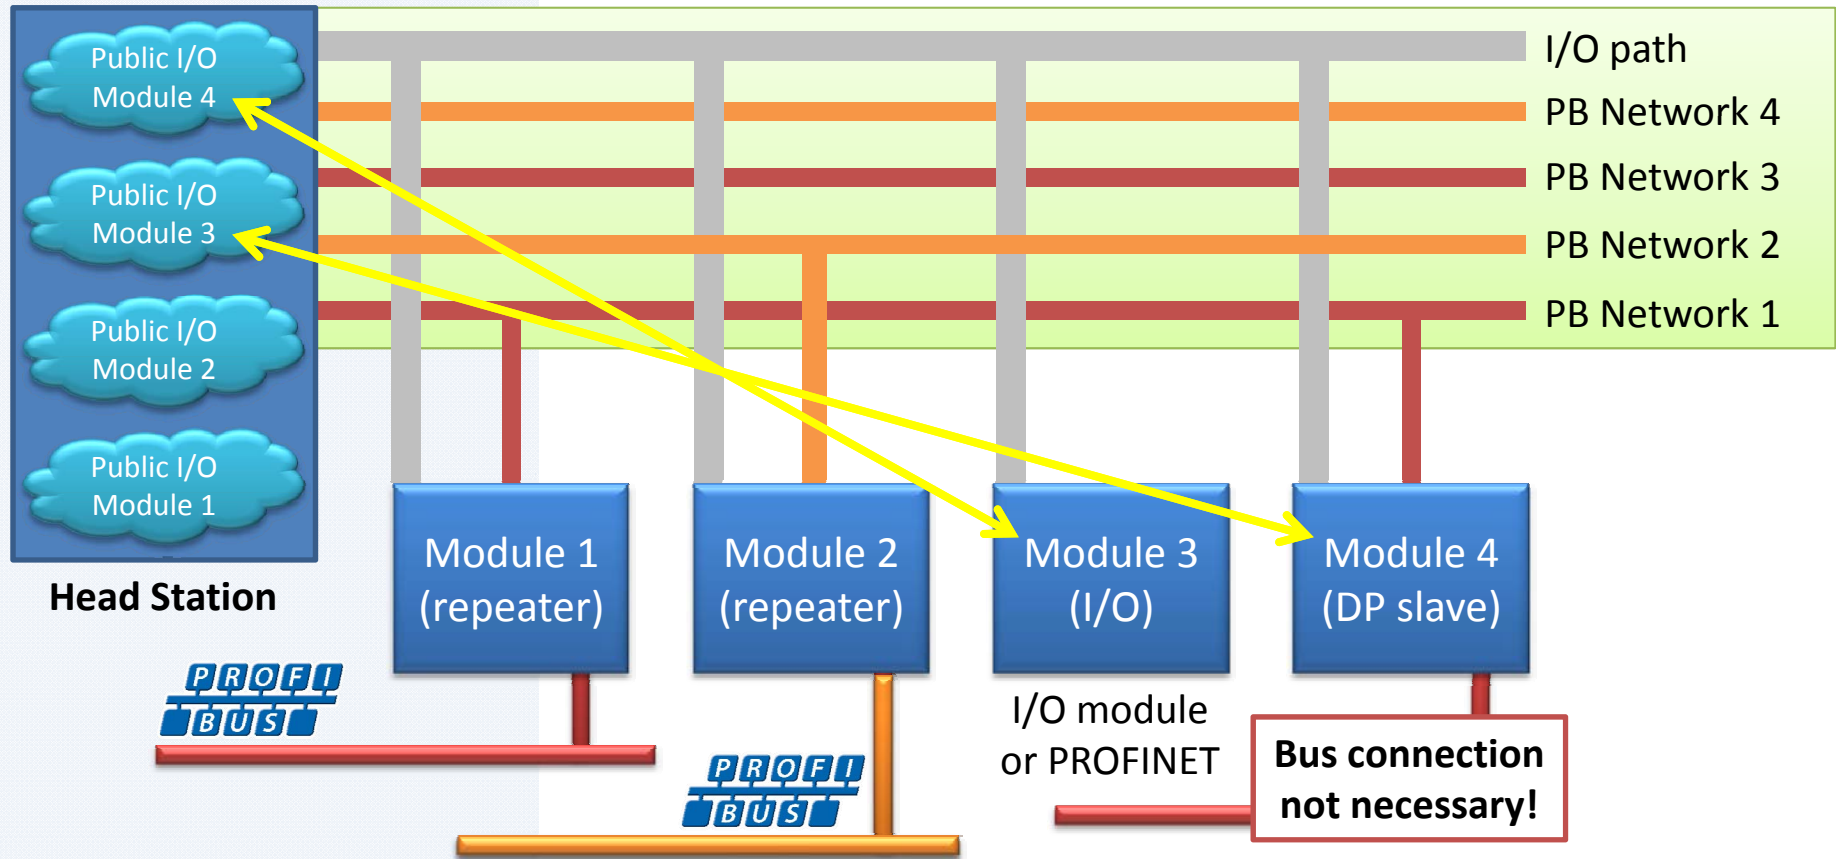 Public I/O
Module 4
Public I/O
Module 3
Public I/O
Module 2
Public I/O
Module 1
Head Station
I/O path
PB Network 4
PB Network 3
PB Network 2
PB Network 1
Module 1
(repeater)
Module 2
(repeater)
Module 3
(I/O)
Module 4
(DP slave)
PROFI
BUS
PROFI
BUS
I/O module
or PROFINET
Bus connection
not necessary!